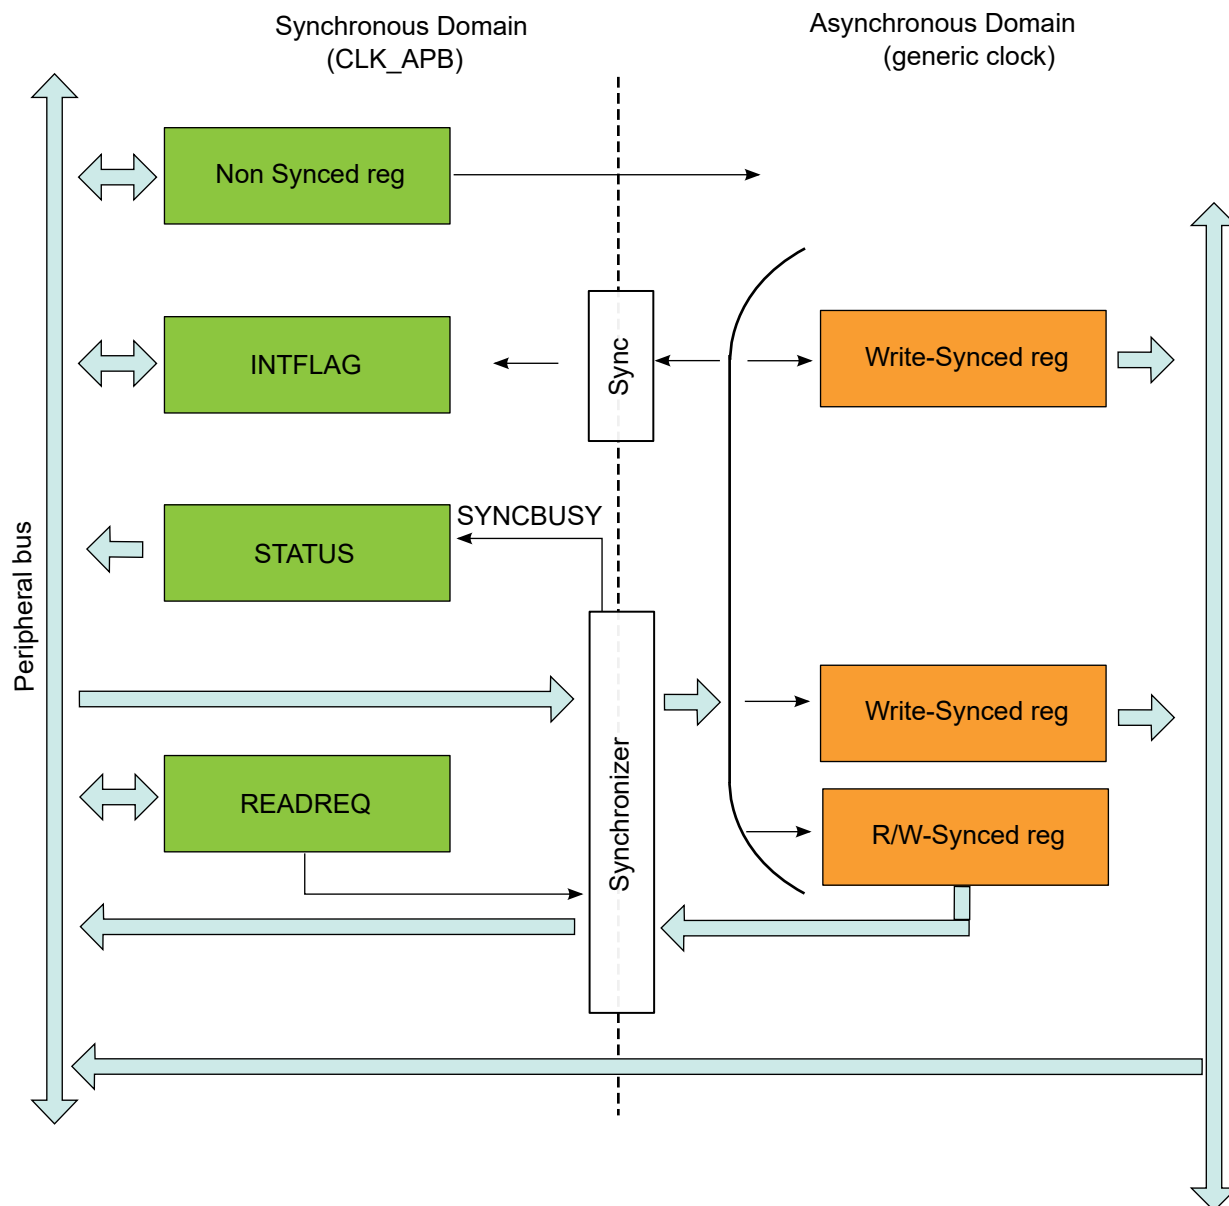 Synchronous Domain
(CLK_APB)
Asynchronous Domain
(generic clock)
Non Synced reg
INTFLAG
Sync
Write-Synced reg
SYNCBUSY
STATUS
Peripheral bus
Write-Synced reg
Synchronizer
READREQ
R/W-Synced reg